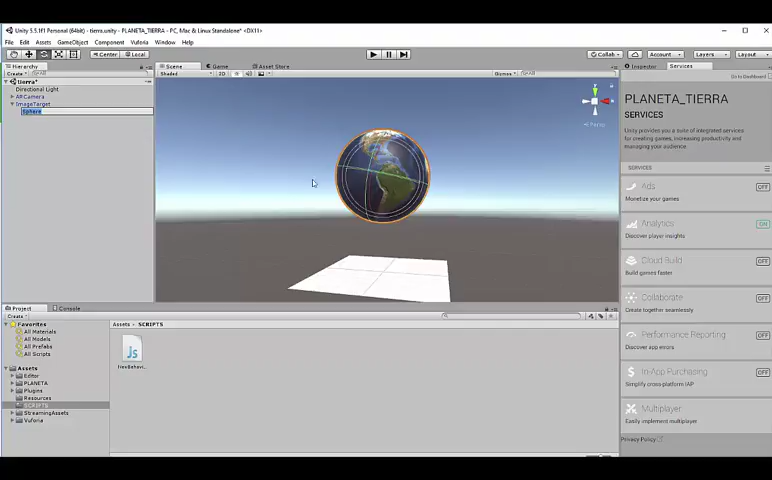 Unity 5.5.1f1 Personal (64bit) - tierra.unity - PLANETA_TIERRA - PC, Mac & Linux Standalone* <DX11>
File Edit Assets GameObject Component Vuforia Window Help
Center Local Collab Account Layers Layout
Hierarchy Scene Game Asset Store Inspector Services
Create All Shaded 2D Gizmos All Go to Dashboard
tierra*
Directional Light
ARCamera
ImageTarget
Sphere
Persp
PLANETA_TIERRA
SERVICES
Unity provides you a suite of integrated services
for creating games, increasing productivity and
managing your audience.
SERVICES
Ads OFF
Monetize your games
Analytics ON
Discover player insights
Cloud Build OFF
Build games faster
Collaborate OFF
Create together seamlessly
Performance Reporting OFF
Discover app errors
In-App Purchasing OFF
Simplify cross-platform IAP
Multiplayer OFF
Easily implement multiplayer
Privacy Policy
Project Console
Create
Favorites
All Materials
All Models
All Prefabs
All Scripts
Assets
Editor
PLANETA
Plugins
Resources
SCRIPTS
StreamingAssets
Vuforia
Assets SCRIPTS
Js
NewBehavi...